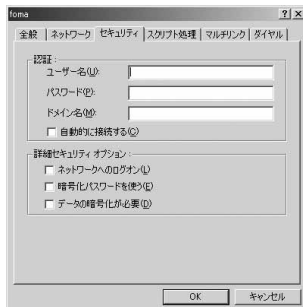 foma
全般 ネットワーク セキュリティ スクリプト処理 マルチリンク ダイヤル
認証:
ユーザー名(U):
パスワード(P):
ドメイン名(M):
自動的に接続する(C)
詳細セキュリティ オプション:
ネットワークへのログオン(L)
暗号化パスワードを使う(E)
データの暗号化が必要(D)
OK キャンセル